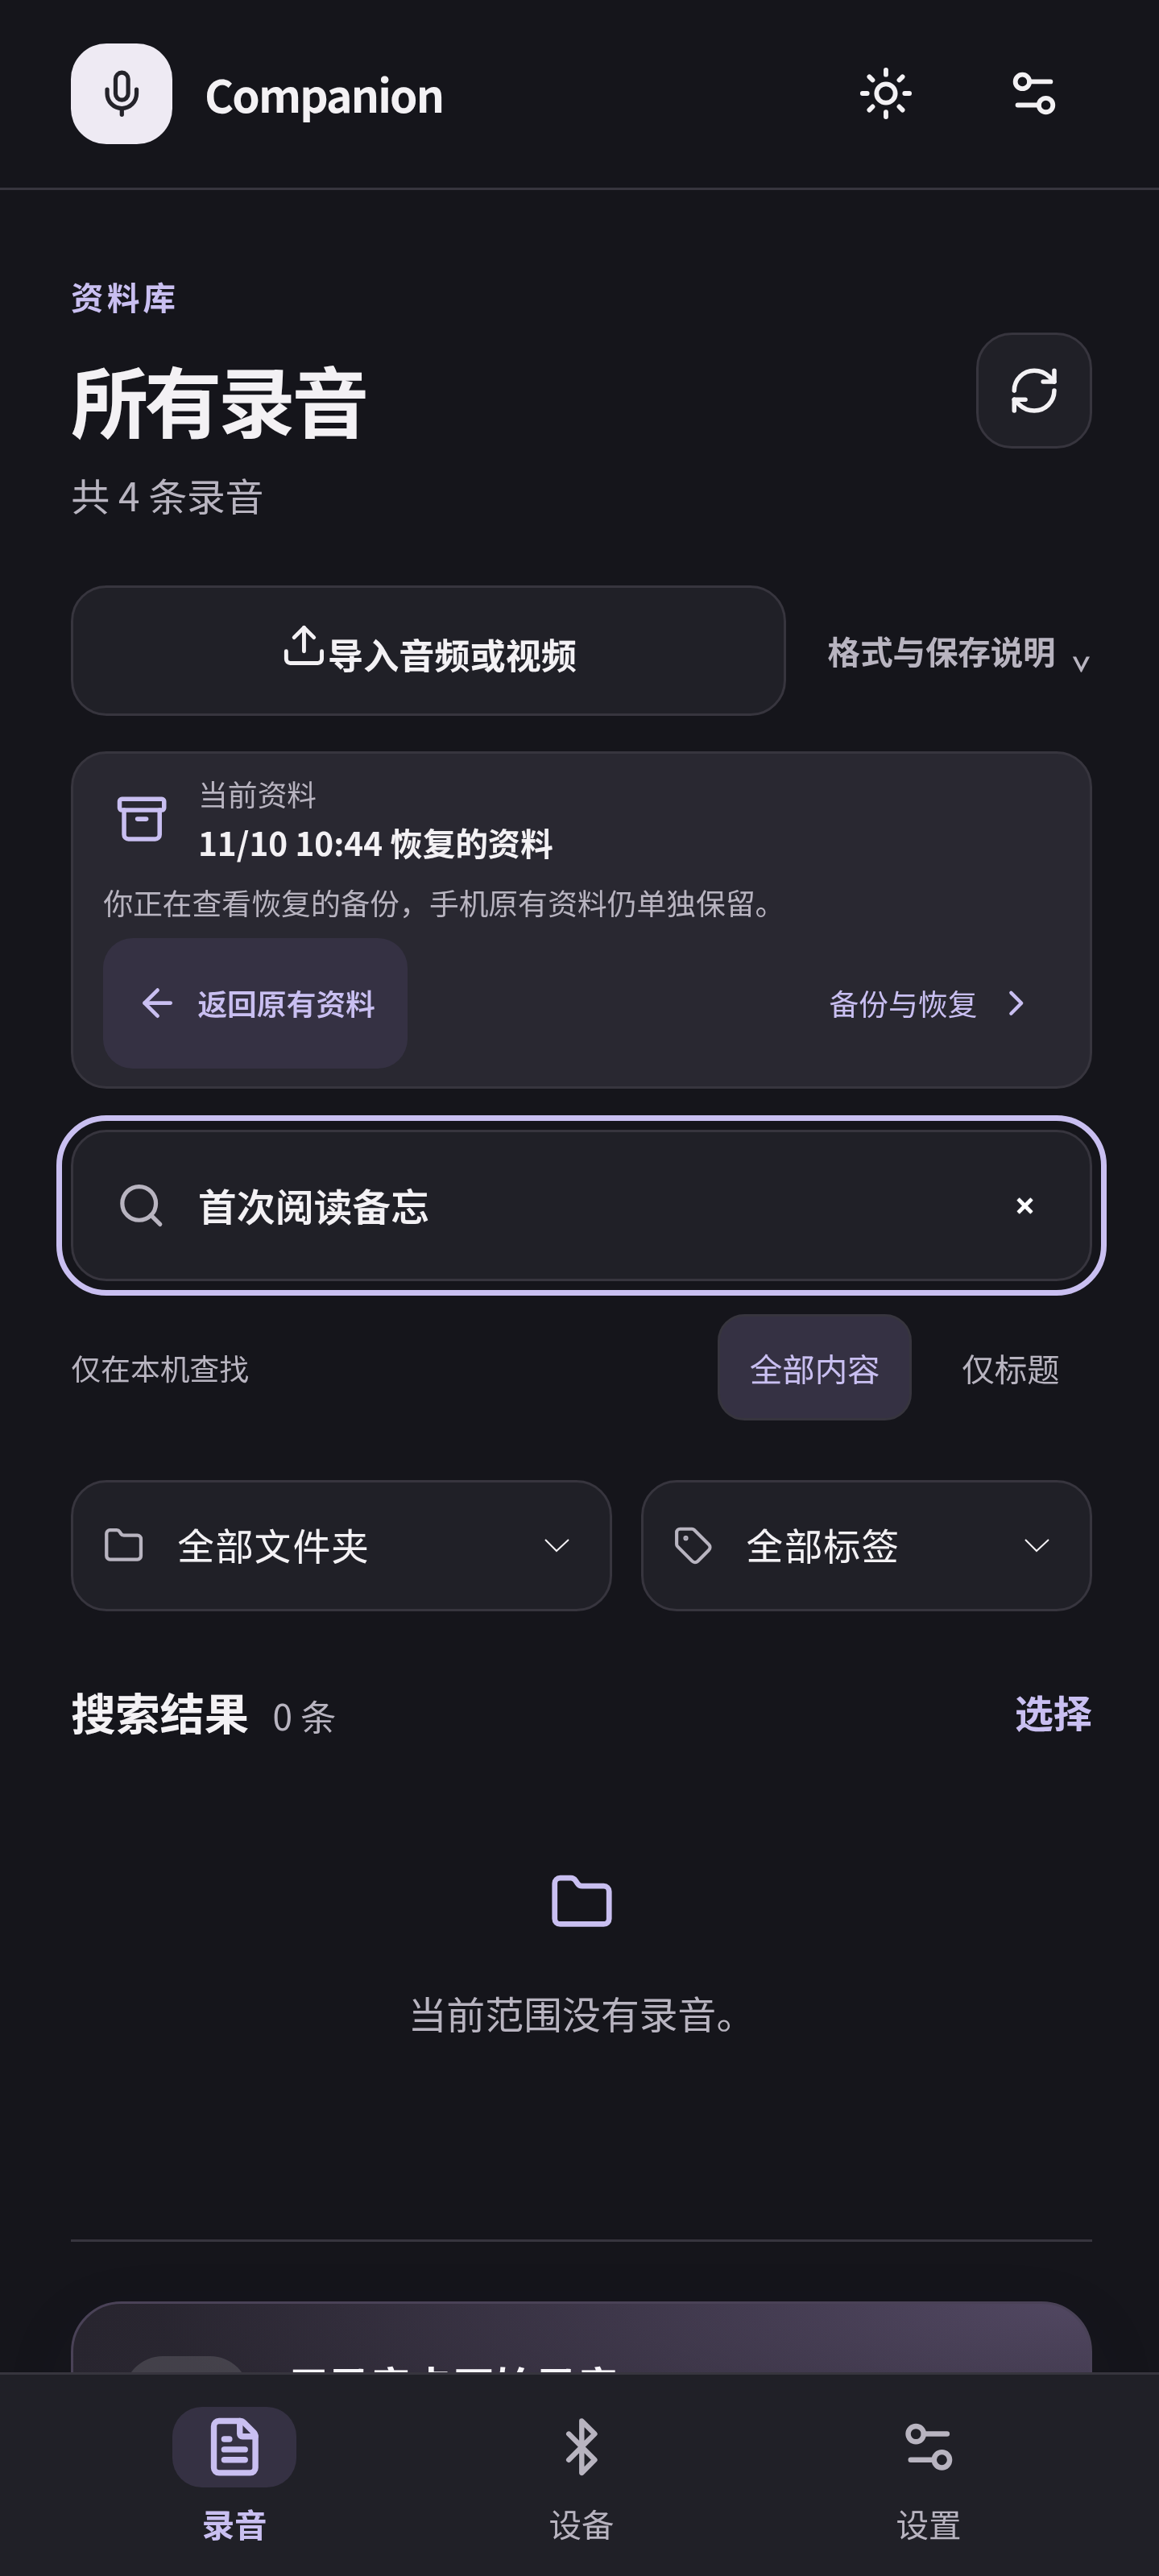 Companion
资料库
所有录音
共 4 条录音
导入音频或视频
格式与保存说明
当前资料
11/10 10:44 恢复的资料
你正在查看恢复的备份，手机原有资料仍单独保留。
返回原有资料
备份与恢复
首次阅读备忘
仅在本机查找
全部内容
仅标题
全部文件夹
全部标签
搜索结果 0 条
选择
当前范围没有录音。
录音
设备
设置